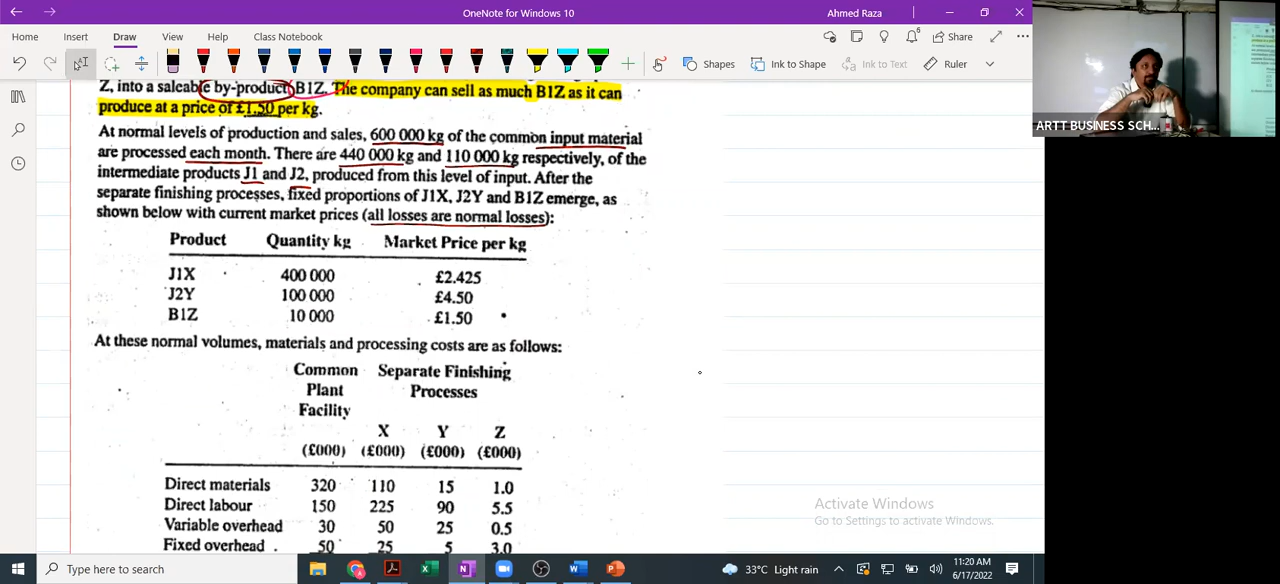 OneNote for Windows 10
Ahmed Raza
Home Insert Draw View Help Class Notebook
Share
Shapes Ink to Shape Ink to Text Ruler
Z, into a saleable by-product B1Z. The company can sell as much B1Z as it can
produce at a price of £1.50 per kg.
At normal levels of production and sales, 600 000 kg of the common input material
are processed each month. There are 440 000 kg and 110 000 kg respectively, of the
intermediate products J1 and J2, produced from this level of input. After the
separate finishing processes, fixed proportions of J1X, J2Y and B1Z emerge, as
shown below with current market prices (all losses are normal losses):
Product Quantity kg Market Price per kg
J1X 400 000 £2.425
J2Y 100 000 £4.50
B1Z 10 000 £1.50
At these normal volumes, materials and processing costs are as follows:
Common Separate Finishing
Plant Processes
Facility
X Y Z
(£000) (£000) (£000) (£000)
Direct materials 320 110 15 1.0
Direct labour 150 225 90 5.5
Variable overhead 30 50 25 0.5
Fixed overhead 50 25 5 3.0
ARTT BUSINESS SCH...
Activate Windows
Go to Settings to activate Windows.
Type here to search
33°C Light rain
11:20 AM
6/17/2022